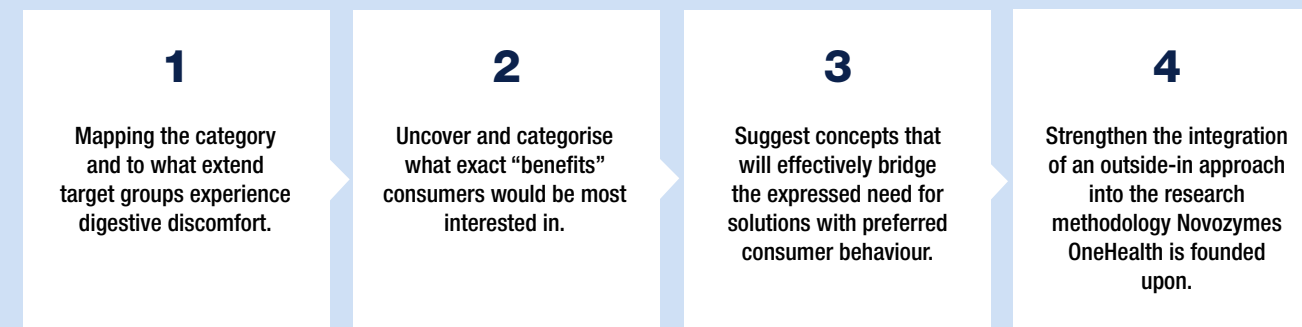 1
Mapping the category
and to what extend
target groups experience
digestive discomfort.
2
Uncover and categorise
what exact “benefits”
consumers would be most
interested in.
3
Suggest concepts that
will effectively bridge
the expressed need for
solutions with preferred
consumer behaviour.
4
Strengthen the integration
of an outside-in approach
into the research
methodology Novozymes
OneHealth is founded
upon.